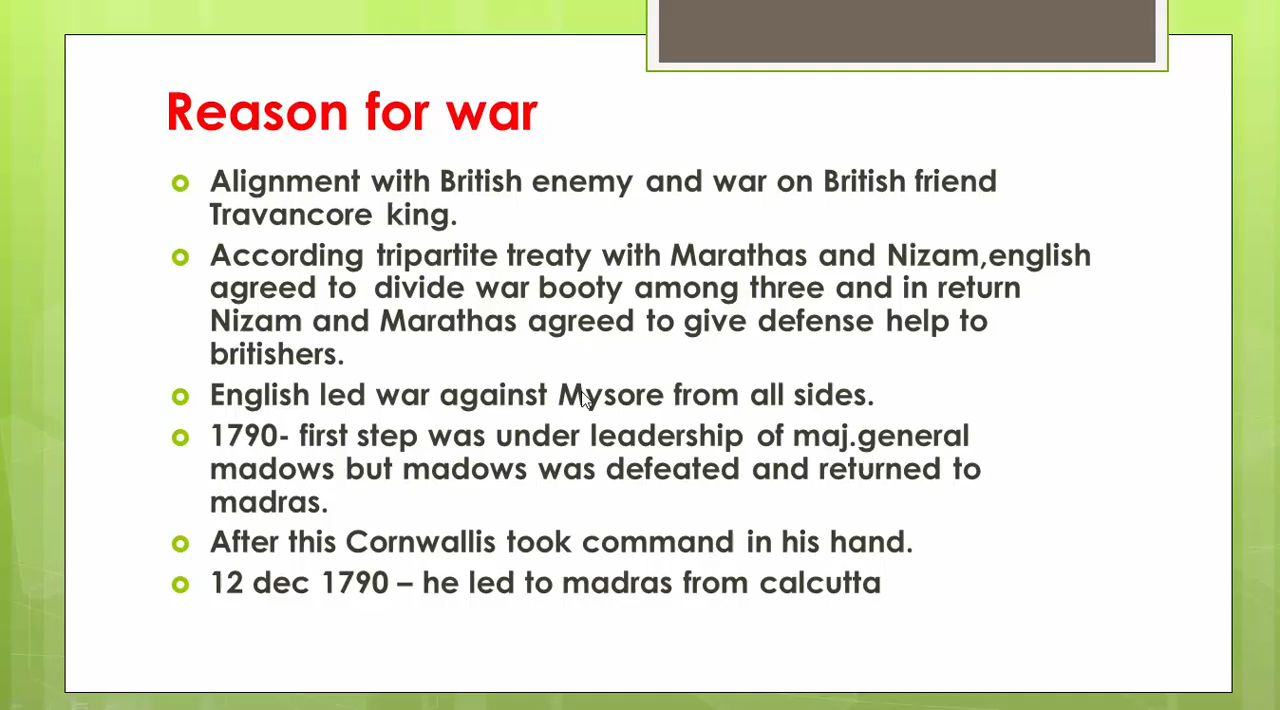 Reason for war
Alignment with British enemy and war on British friend
Travancore king.
According tripartite treaty with Marathas and Nizam,english
agreed to divide war booty among three and in return
Nizam and Marathas agreed to give defense help to
britishers.
English led war against Mysore from all sides.
1790- first step was under leadership of maj.general
madows but madows was defeated and returned to
madras.
After this Cornwallis took command in his hand.
12 dec 1790 – he led to madras from calcutta